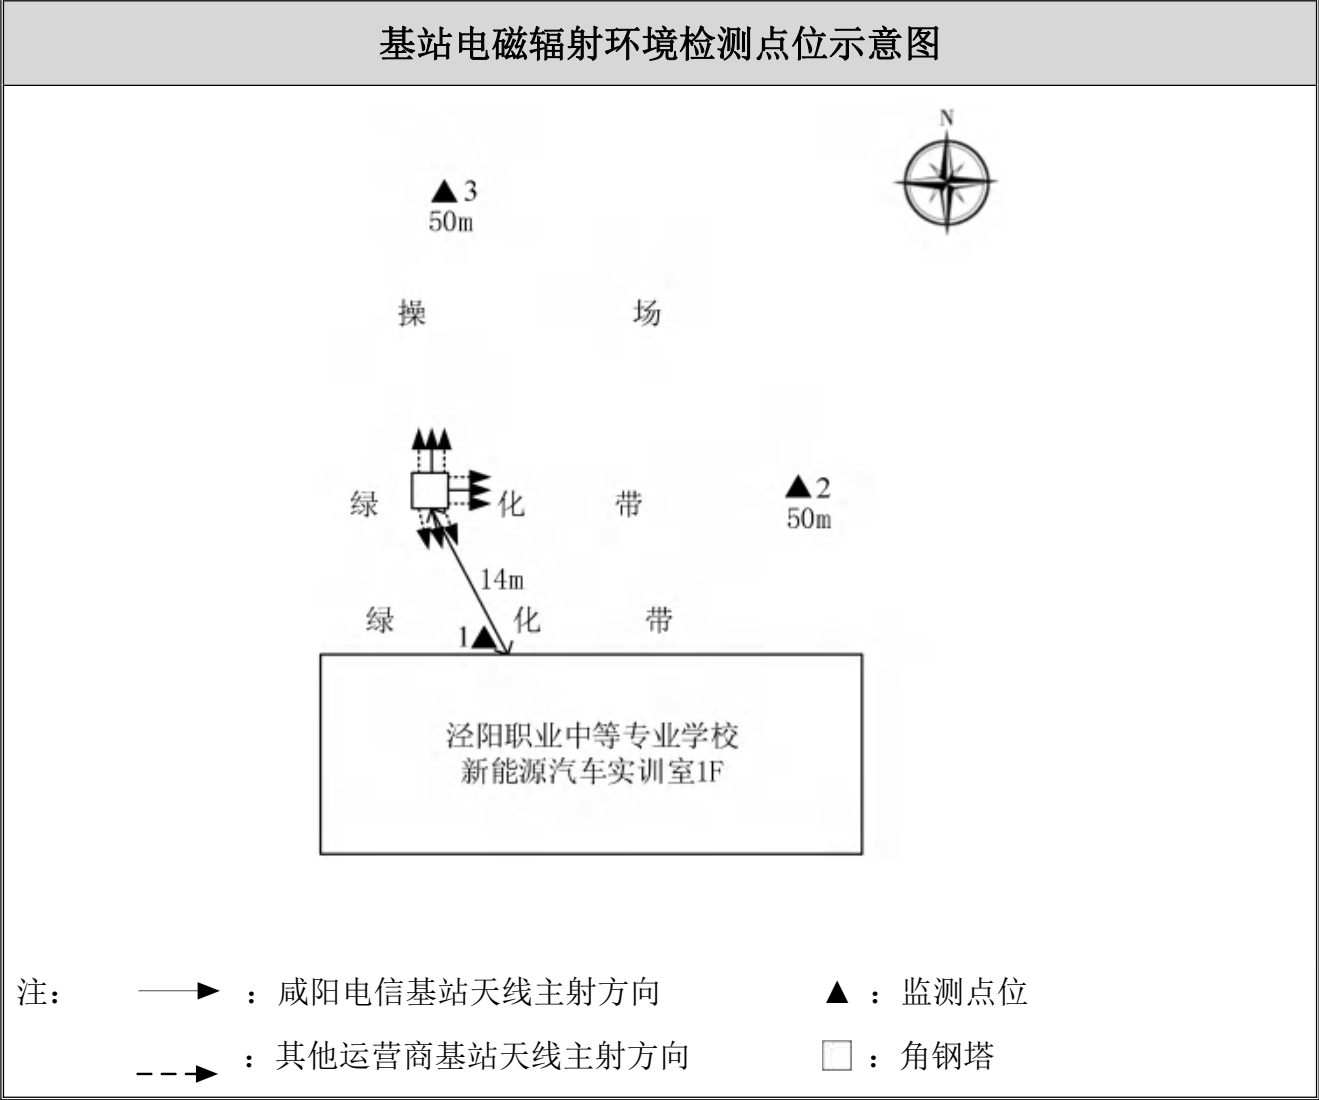 基站电磁辐射环境检测点位示意图
N
▲3
50m
操 场
绿 化 带
▲2
50m
14m
绿 化 带
1▲
泾阳职业中等专业学校
新能源汽车实训室1F
注： ：咸阳电信基站天线主射方向 ▲：监测点位
：其他运营商基站天线主射方向 □：角钢塔